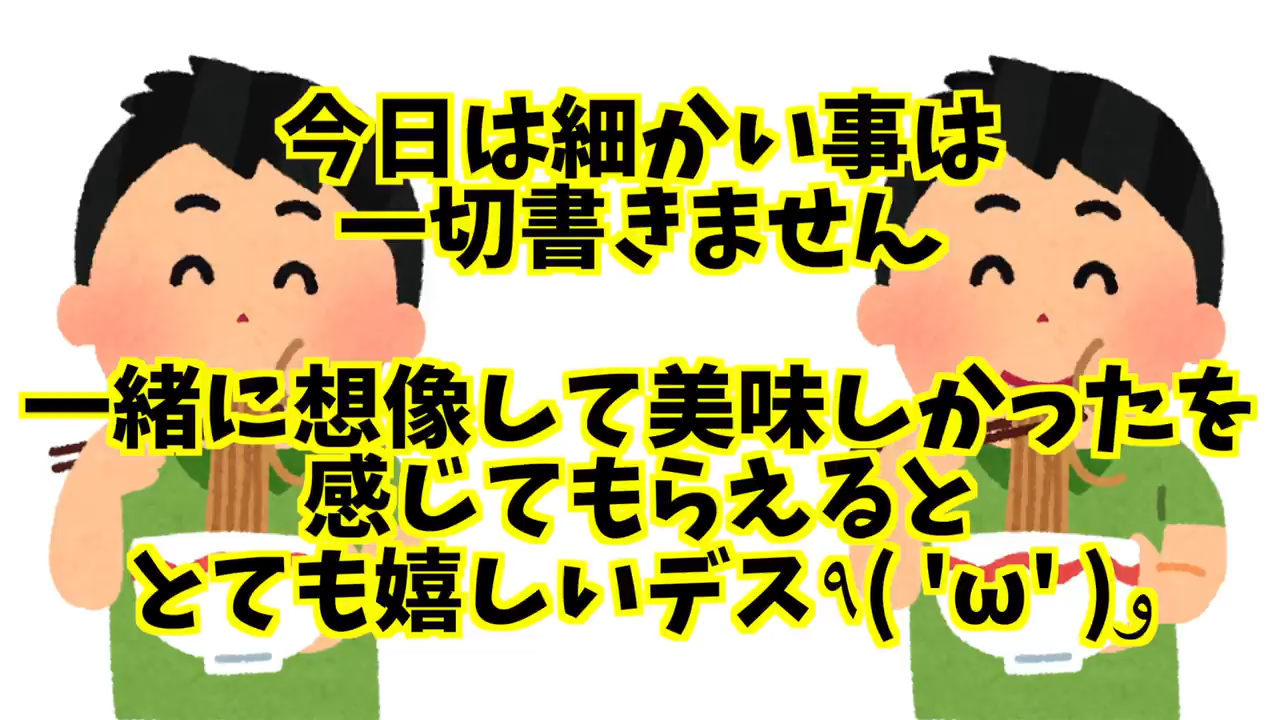 今日は細かい事は
一切書きません
一緒に想像して美味しかったを
感じてもらえると
とても嬉しいデス٩( 'ω' )و